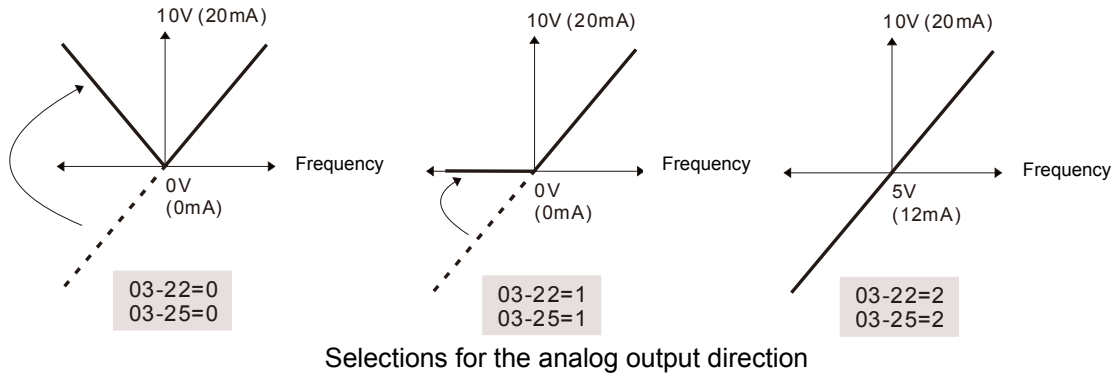 10V (20mA)
Frequency
0V
(0mA)
03-22=0
03-25=0
10V (20mA)
Frequency
0V
(0mA)
03-22=1
03-25=1
10V (20mA)
Frequency
5V
(12mA)
03-22=2
03-25=2
Selections for the analog output direction